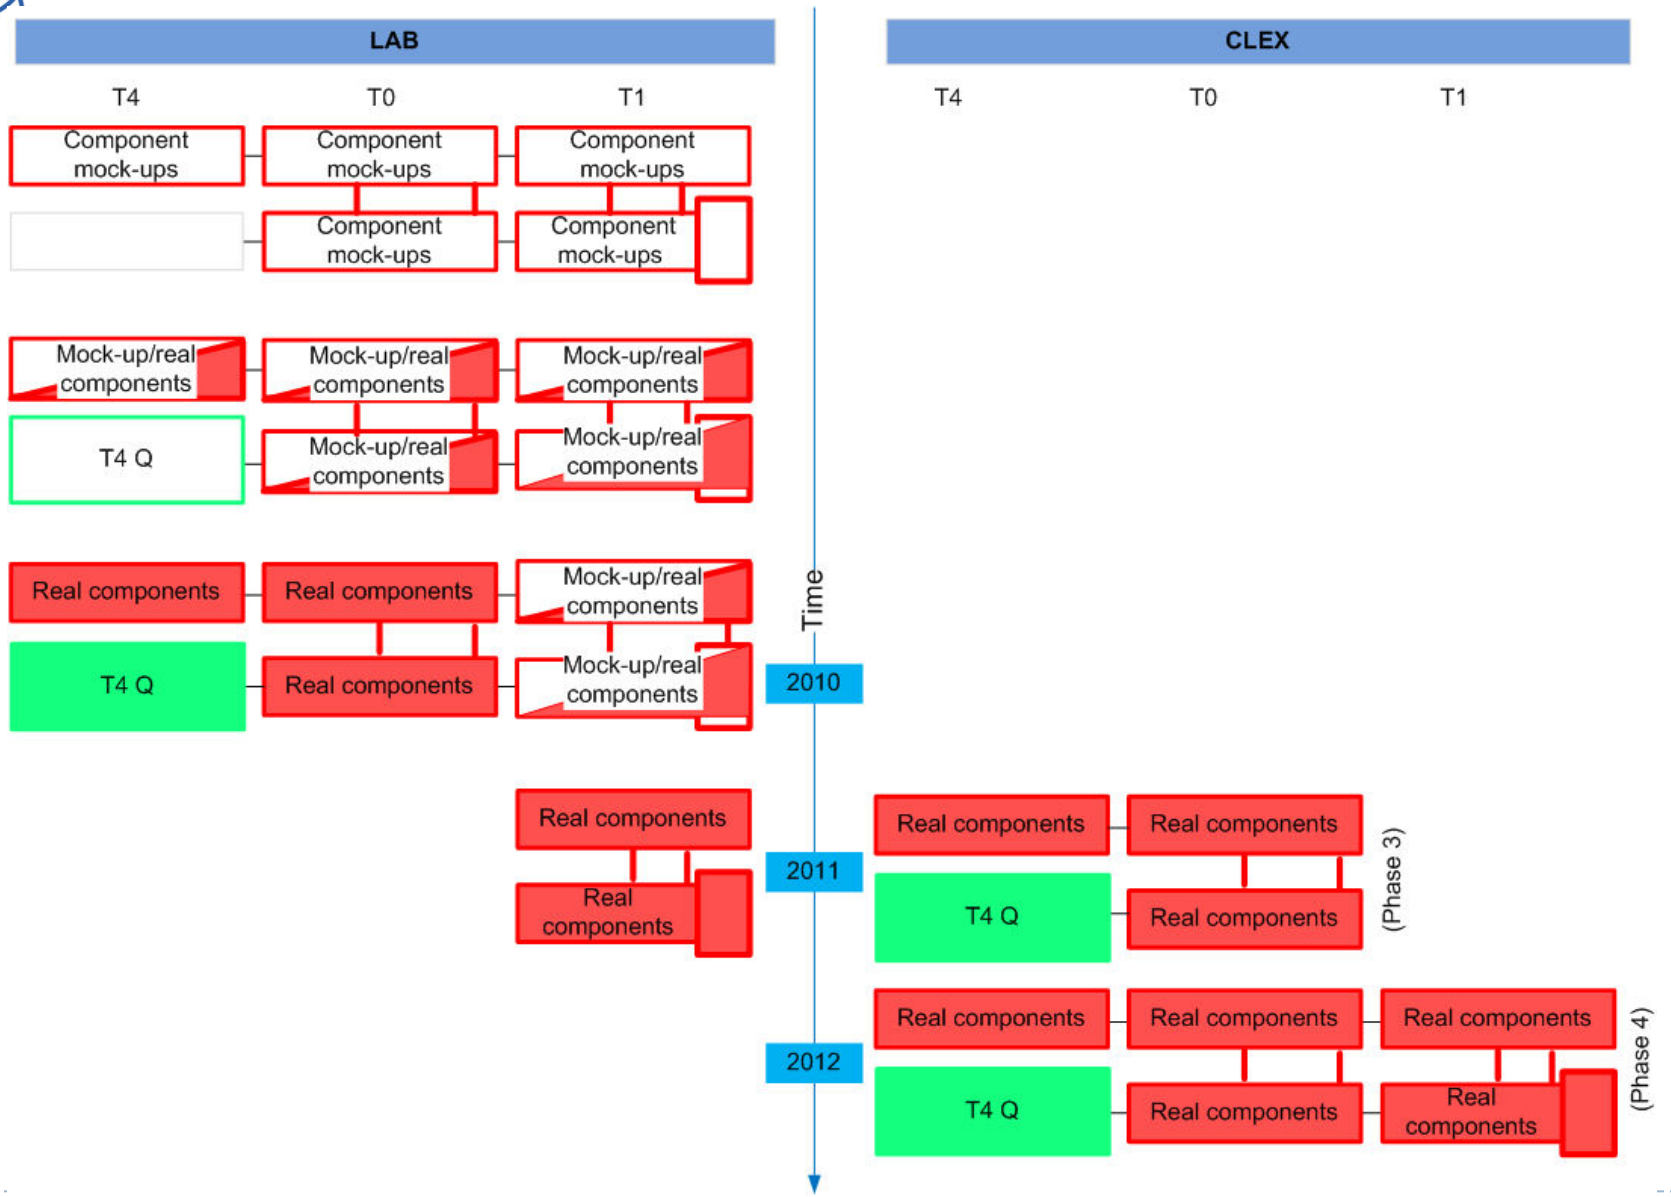 LAB
CLEX
T4
T0
T1
T4
T0
T1
Component
mock-ups
Component
mock-ups
Component
mock-ups
Component
mock-ups
Component
mock-ups
Mock-up/real
components
Mock-up/real
components
Mock-up/real
components
T4 Q
Mock-up/real
components
Mock-up/real
components
Real components
Real components
Mock-up/real
components
Time
T4 Q
Real components
Mock-up/real
components
2010
Real components
Real
components
2011
Real components
Real components
T4 Q
Real components
(Phase 3)
2012
Real components
Real components
Real components
T4 Q
Real components
Real
components
(Phase 4)